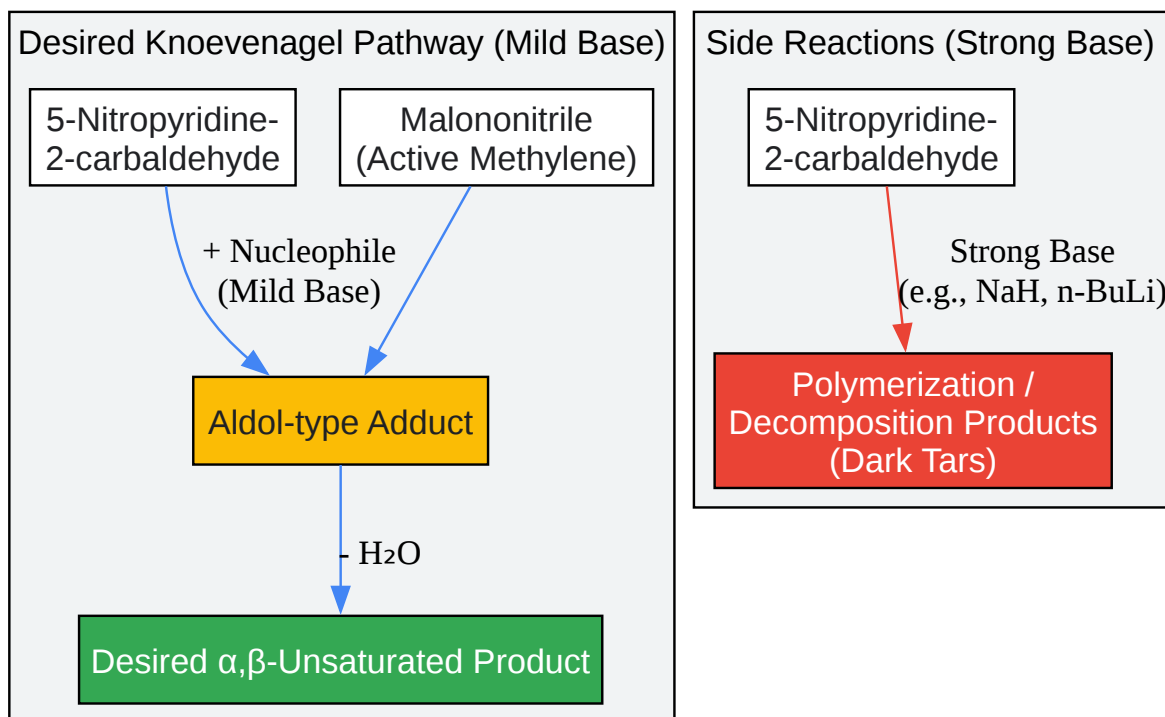 Desired Knoevenagel Pathway (Mild Base)
5-Nitropyridine-
2-carbaldehyde
Malononitrile
(Active Methylene)
+ Nucleophile
(Mild Base)
Aldol-type Adduct
- H₂O
Desired α,β-Unsaturated Product
Side Reactions (Strong Base)
5-Nitropyridine-
2-carbaldehyde
Strong Base
(e.g., NaH, n-BuLi)
Polymerization /
Decomposition Products
(Dark Tars)